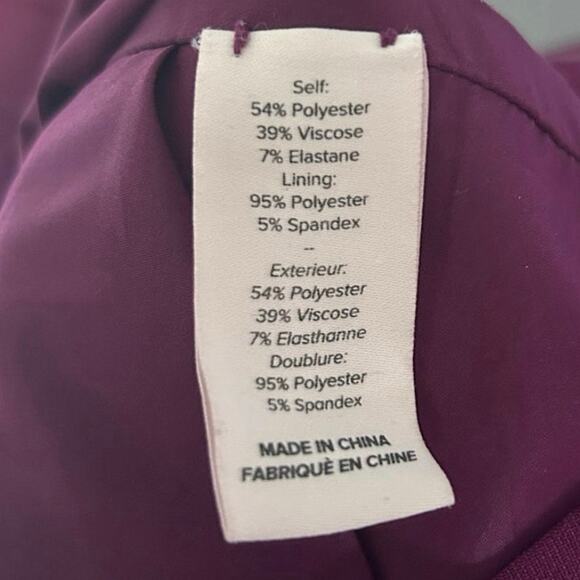 Self:
54% Polyester
39% Viscose
7% Elastane
Lining:
95% Polyester
5% Spandex
--
Exterieur:
54% Polyester
39% Viscose
7% Elasthanne
Doublure:
95% Polyester
5% Spandex
MADE IN CHINA
FABRIQUÈ EN CHINE